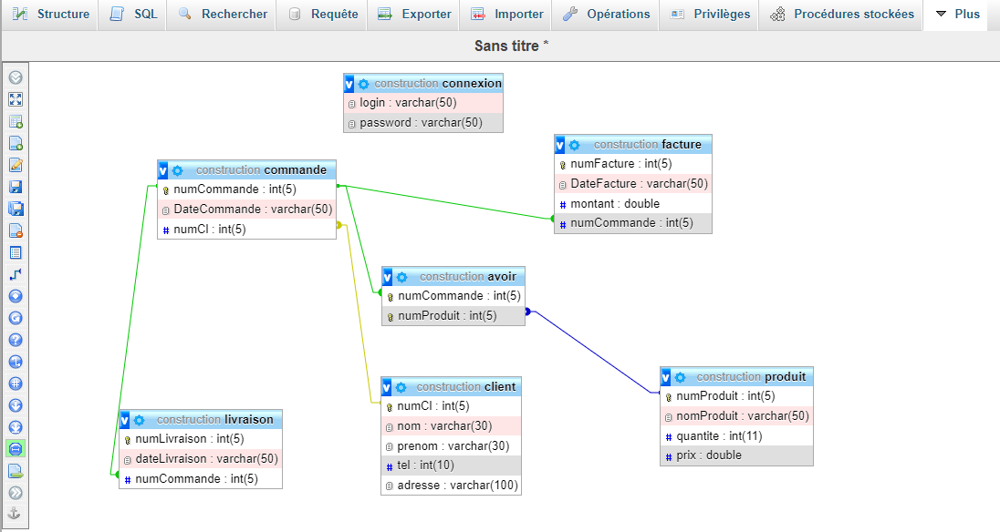 Structure SQL Rechercher Requête Exporter Importer Opérations Privilèges Procédures stockées Plus
Sans titre *
v construction connexion
login : varchar(50)
password : varchar(50)
v construction facture
numFacture : int(5)
DateFacture : varchar(50)
# montant : double
# numCommande : int(5)
v construction commande
numCommande : int(5)
DateCommande : varchar(50)
# numCl : int(5)
v construction avoir
numCommande : int(5)
numProduit : int(5)
v construction client
numCl : int(5)
nom : varchar(30)
prenom : varchar(30)
# tel : int(10)
adresse : varchar(100)
v construction produit
numProduit : int(5)
nomProduit : varchar(50)
# quantite : int(11)
# prix : double
v construction livraison
numLivraison : int(5)
dateLivraison : varchar(50)
# numCommande : int(5)